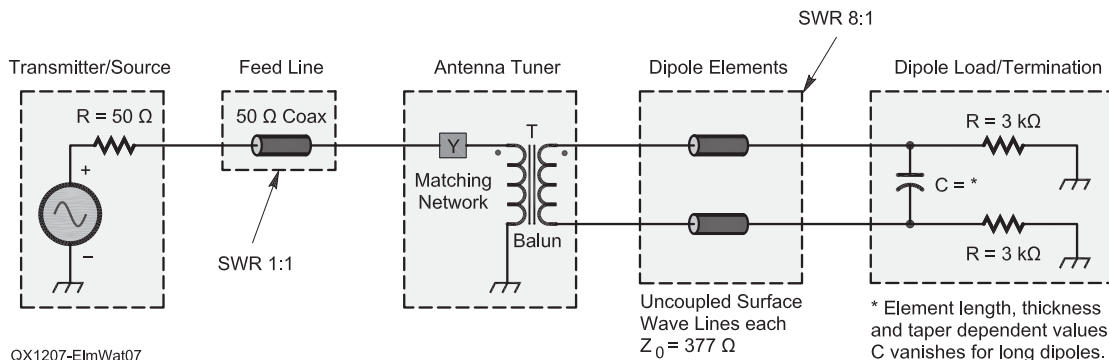 SWR 8:1
Transmitter/Source
Feed Line
Antenna Tuner
Dipole Elements
Dipole Load/Termination
R = 50 Ω
50 Ω Coax
R = 3 kΩ
T
Y
+
Matching
Network
C = *
–
Balun
R = 3 kΩ
SWR 1:1
Uncoupled Surface
Wave Lines each
Z0 = 377 Ω
* Element length, thickness
and taper dependent values
C vanishes for long dipoles.
QX1207-ElmWat07